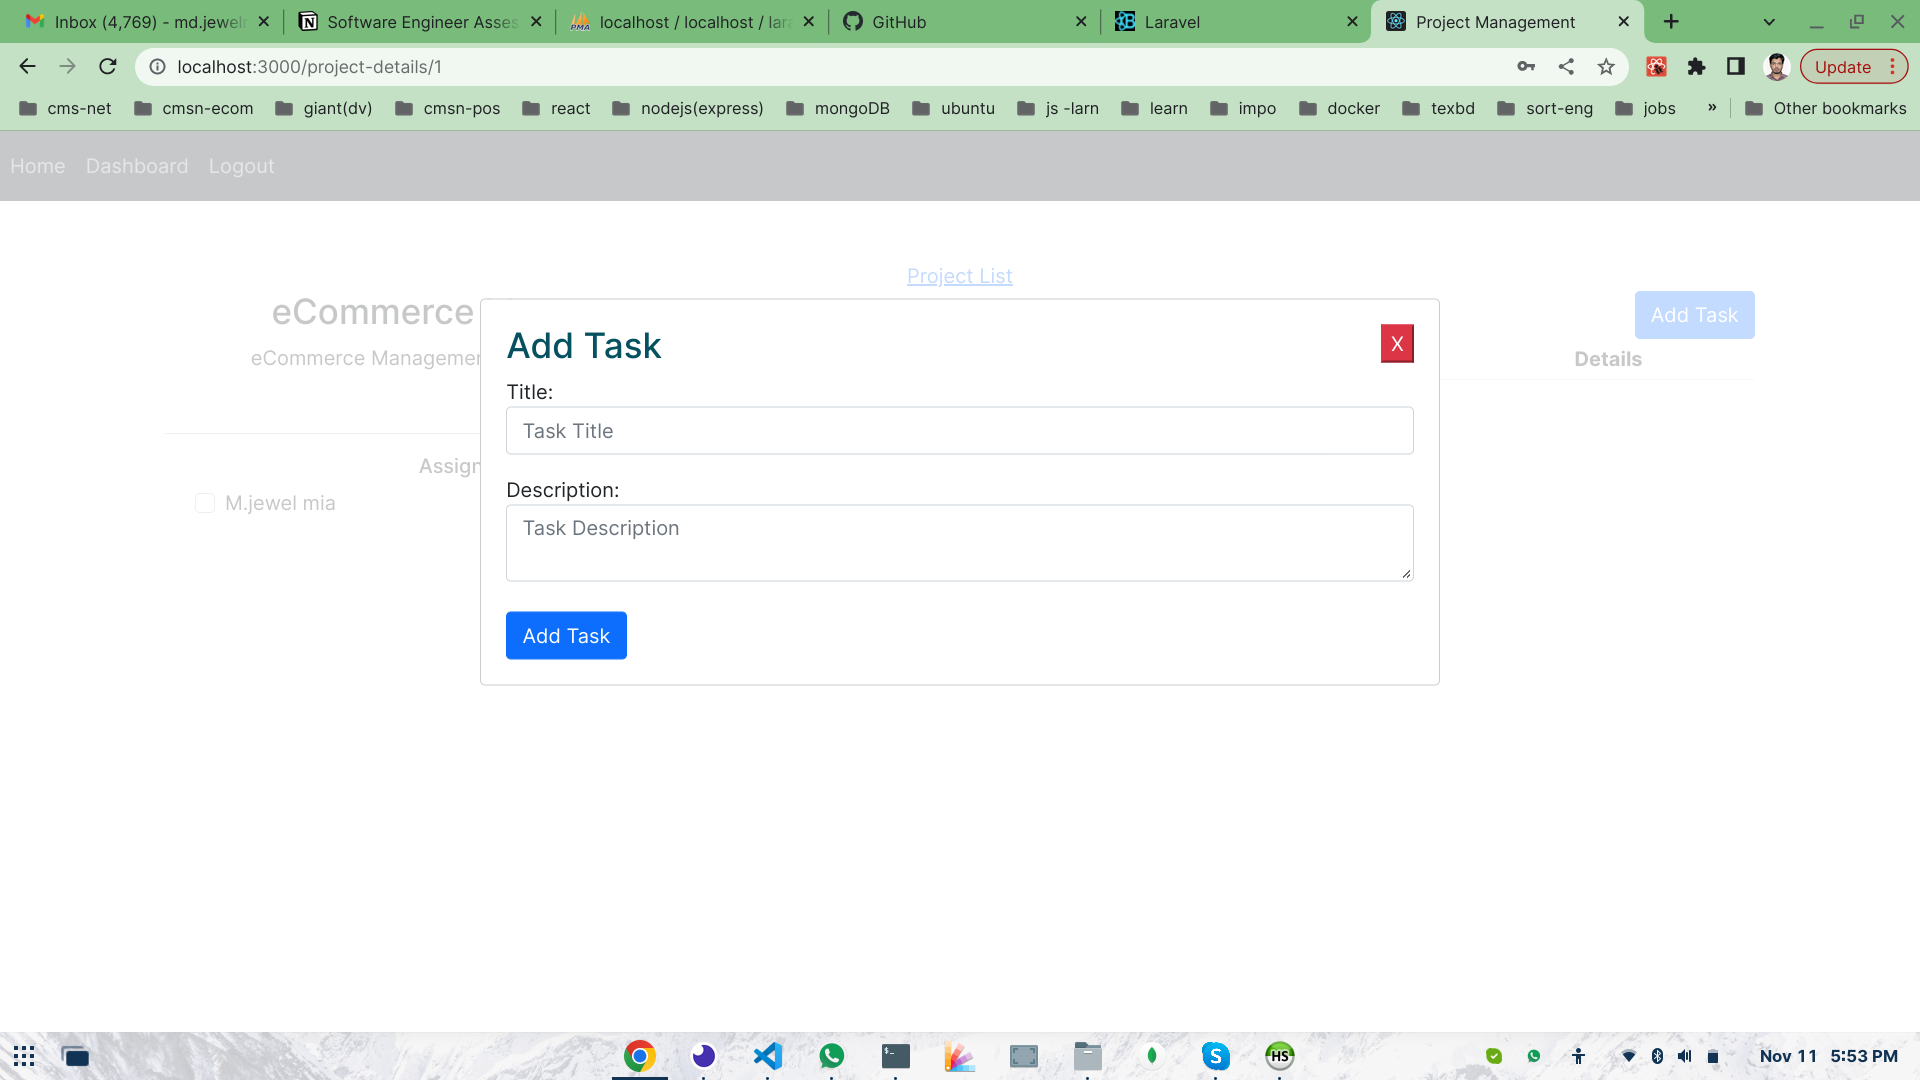 Inbox (4,769) - md.jewelr
Software Engineer Asses
localhost / localhost / lara
GitHub
Laravel
Project Management
localhost:3000/project-details/1
Update
cms-net
cmsn-ecom
giant(dv)
cmsn-pos
react
nodejs(express)
mongoDB
ubuntu
js -larn
learn
impo
docker
texbd
sort-eng
jobs
»
Other bookmarks
Home Dashboard Logout
Project List
eCommerce
Add Task
eCommerce Managemen
Details
Assign
M.jewel mia
Add Task
X
Title:
Task Title
Description:
Task Description
Add Task
HS
Nov 11 5:53 PM